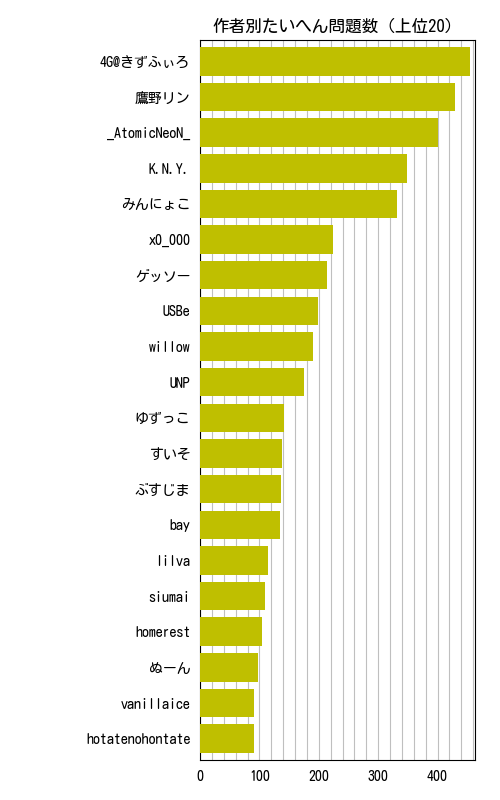 作者別たいへん問題数（上位20）
4G@きずふぃろ
鷹野リン
_AtomicNeoN_
K.N.Y.
みんにょこ
x0_000
ゲッソー
USBe
willow
UNP
ゆずっこ
すいそ
ぶすじま
bay
lilva
siumai
homerest
ぬーん
vanillaice
hotatenohontate
0 100 200 300 400